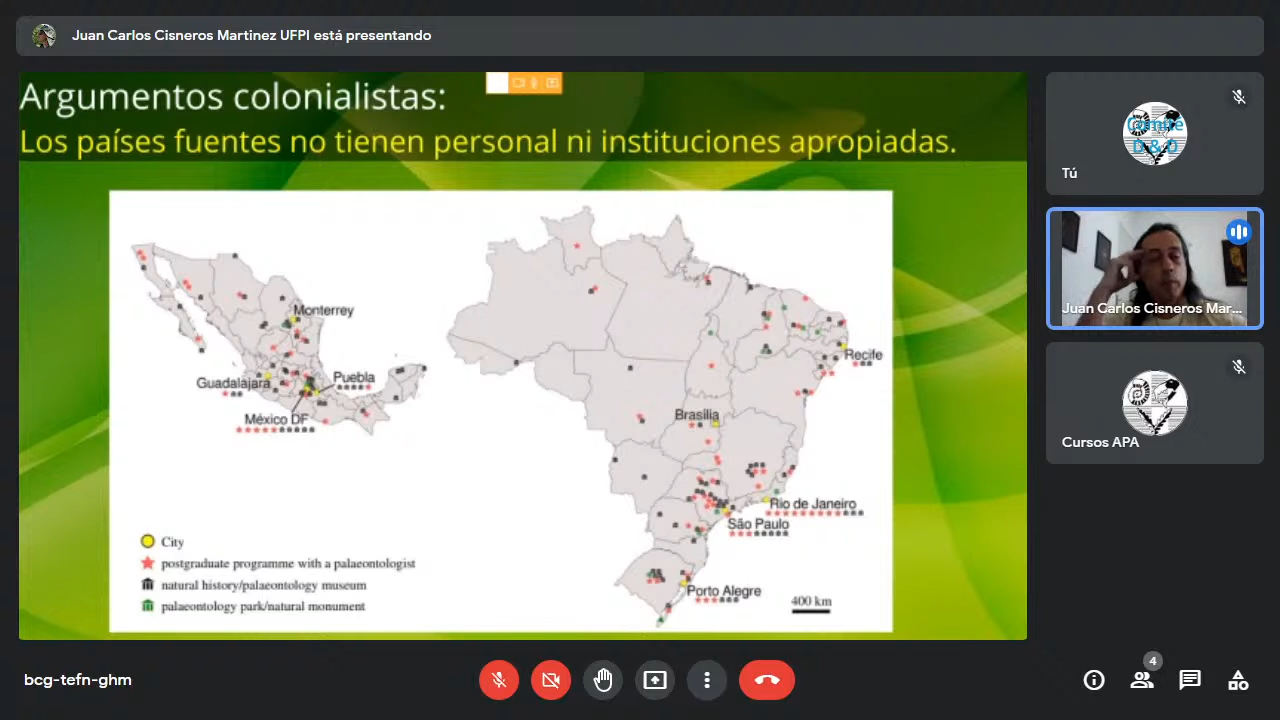 Juan Carlos Cisneros Martinez UFPI está presentando
Argumentos colonialistas:
Los países fuentes no tienen personal ni instituciones apropiadas.
Monterrey
Guadalajara
Puebla
México DF
Recife
Brasilia
Rio de Janeiro
São Paulo
Porto Alegre
City
postgraduate programme with a palaeontologist
natural history/palaeontology museum
palaeontology park/natural monument
400 km
Comité
D & D
Tú
Juan Carlos Cisneros Mar...
Cursos APA
bcg-tefn-ghm
4